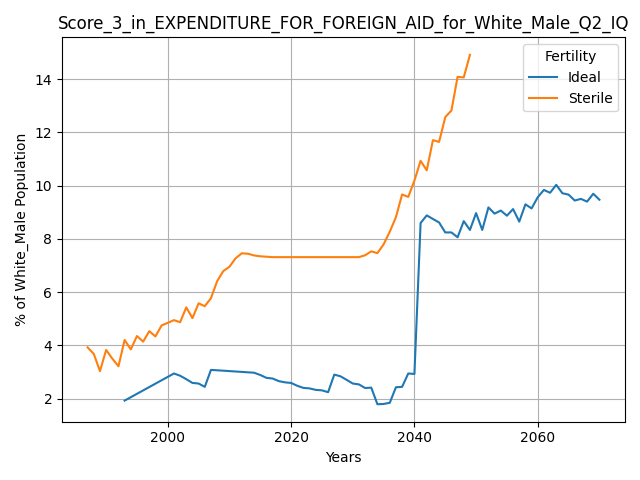 Score_3_in_EXPENDITURE_FOR_FOREIGN_AID_for_White_Male_Q2_IQ
Fertility
Ideal
Sterile
% of White_Male Population
14
12
10
8
6
4
2
2000
2020
2040
2060
Years